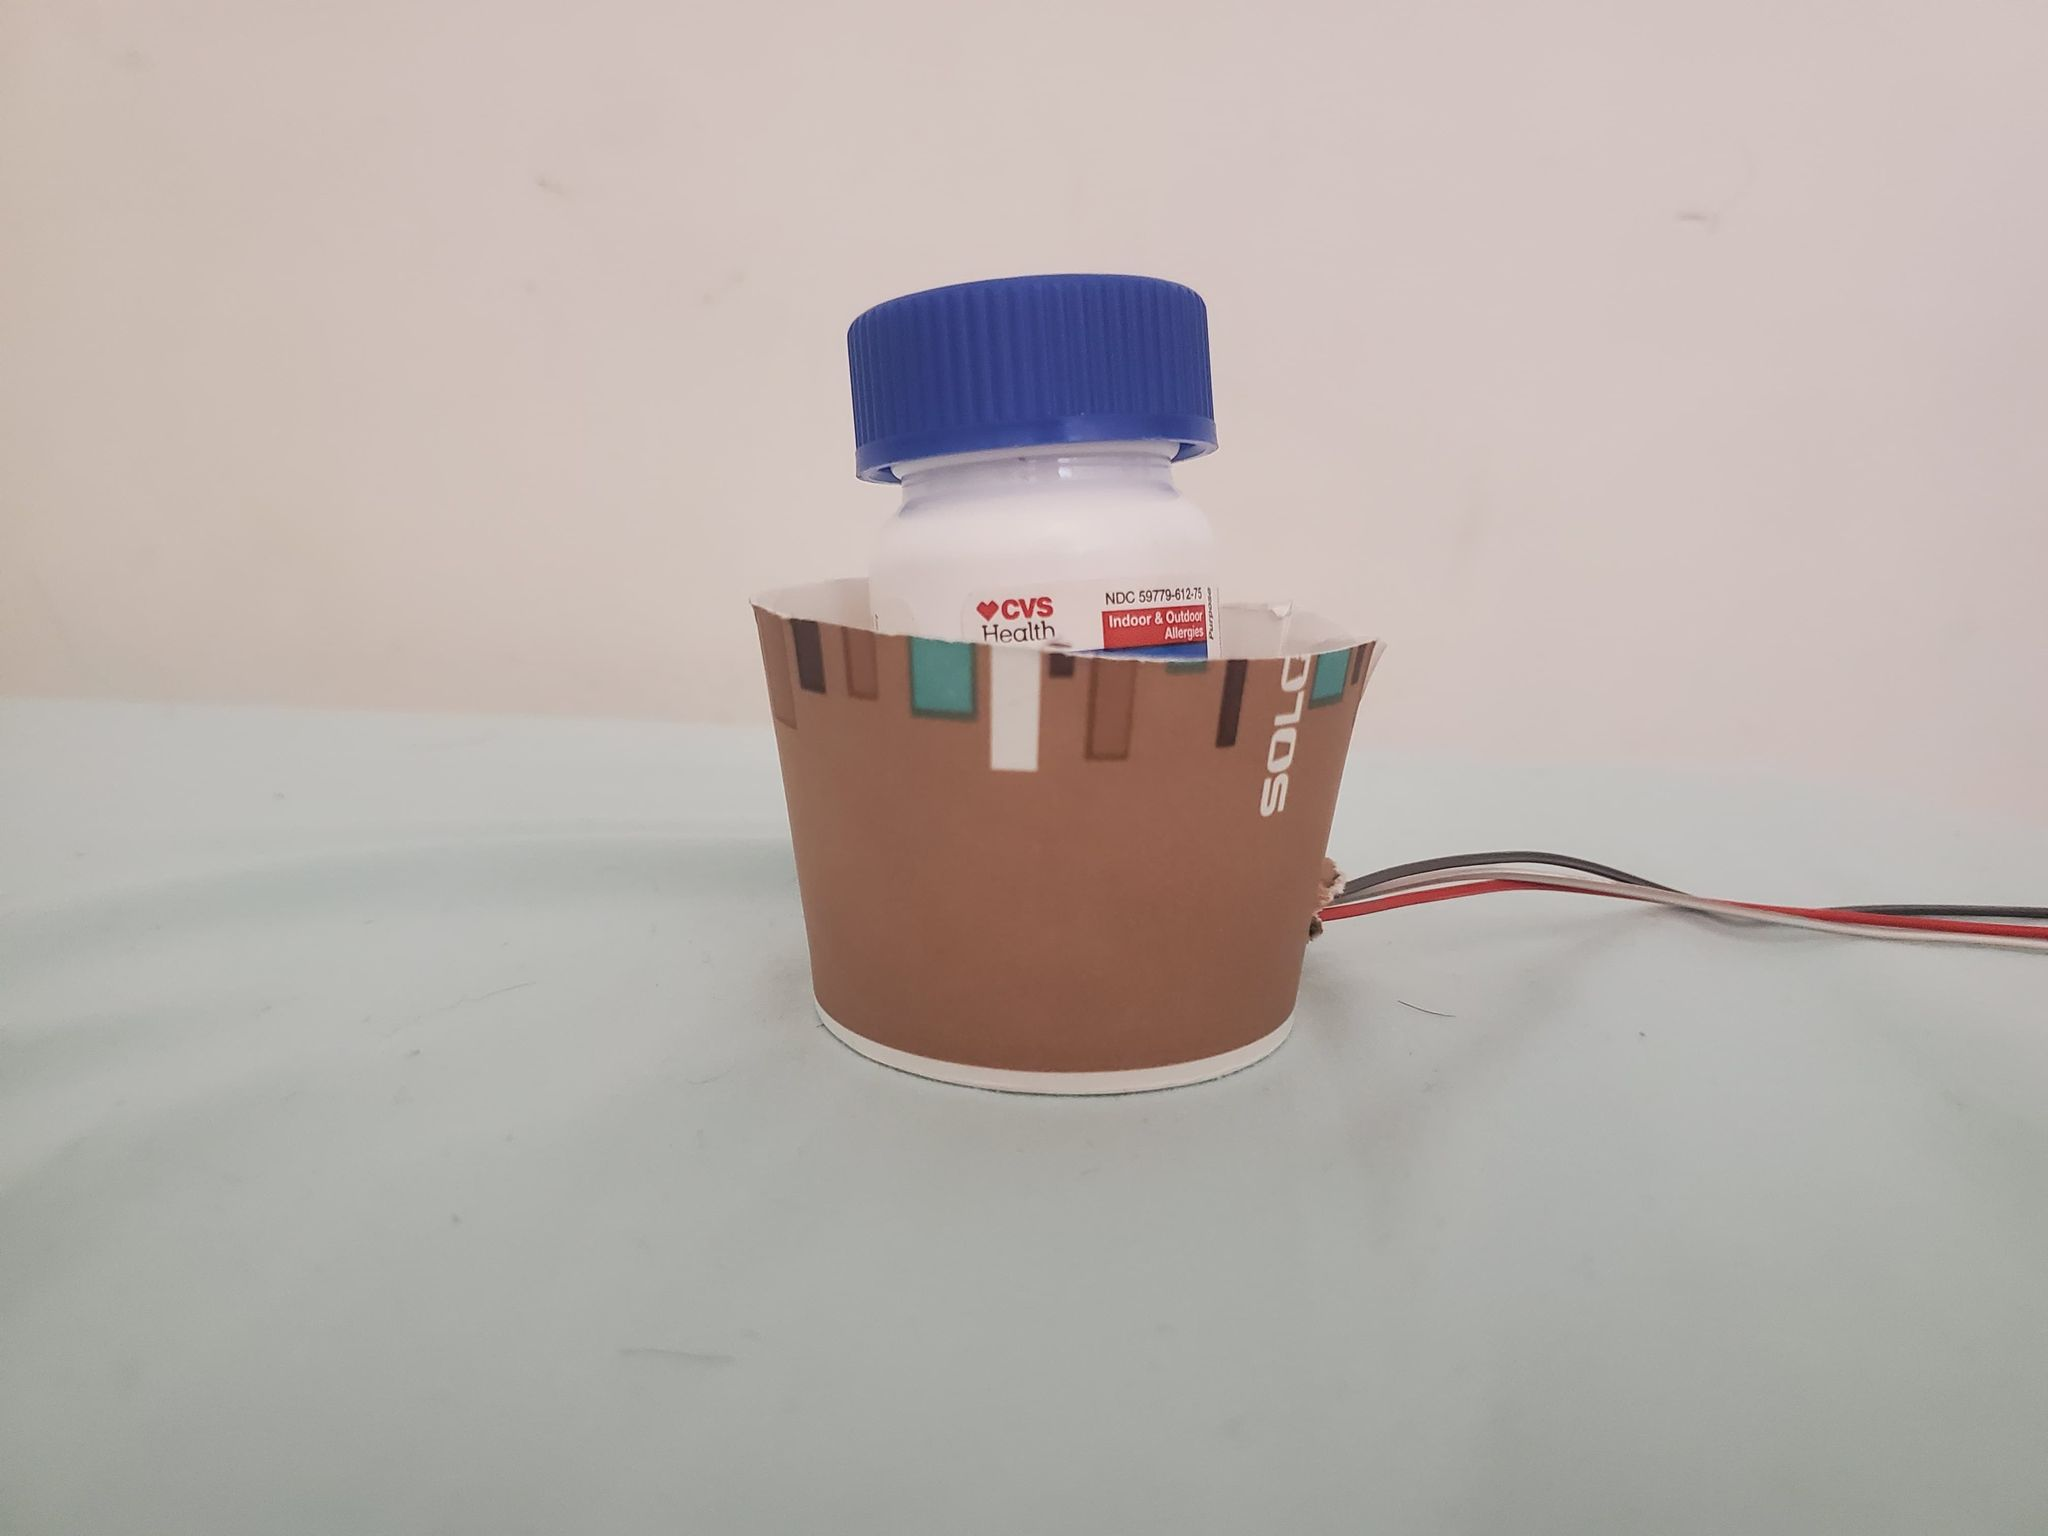 CVS
Health
NDC 59779-612-75
Indoor & Outdoor
Allergies
Purpose
SOLO